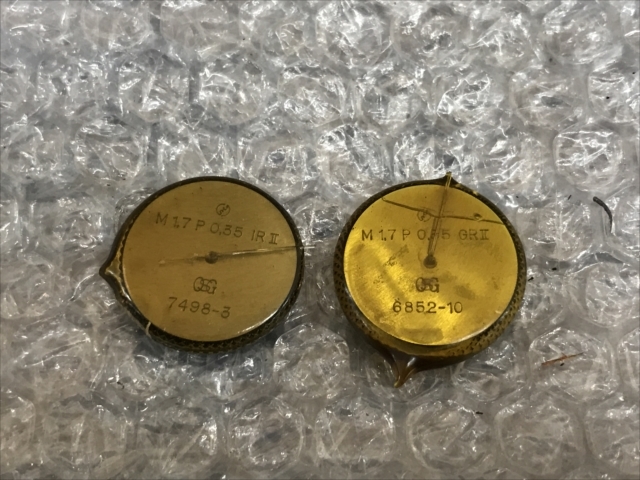 M 1.7 P 0.35 IR II
OSG
7498-3
M 1.7 P 0.35 GR II
OSG
6852-10